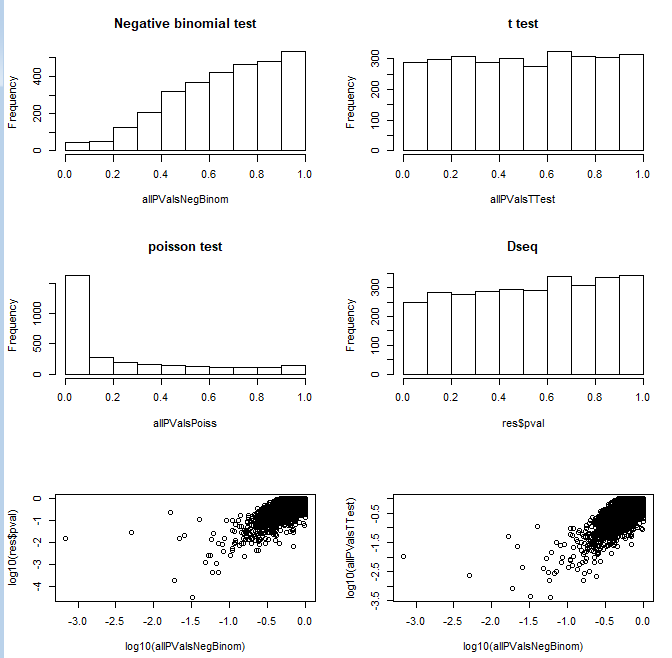 Negative binomial test
t test
Frequency
0 200 400
0.0 0.2 0.4 0.6 0.8 1.0
allPValsNegBinom
Frequency
0 100 200 300
0.0 0.2 0.4 0.6 0.8 1.0
allPValsTTest
poisson test
Dseq
Frequency
0 500 1000
0.0 0.2 0.4 0.6 0.8 1.0
allPValsPoiss
Frequency
0 100 200 300
0.0 0.2 0.4 0.6 0.8 1.0
res$pval
log10(res$pval)
0 -1 -2 -3 -4
-3.0 -2.5 -2.0 -1.5 -1.0 -0.5 0.0
log10(allPValsNegBinom)
log10(allPValsTTest)
-0.5 -1.5 -2.5 -3.5
-3.0 -2.5 -2.0 -1.5 -1.0 -0.5 0.0
log10(allPValsNegBinom)